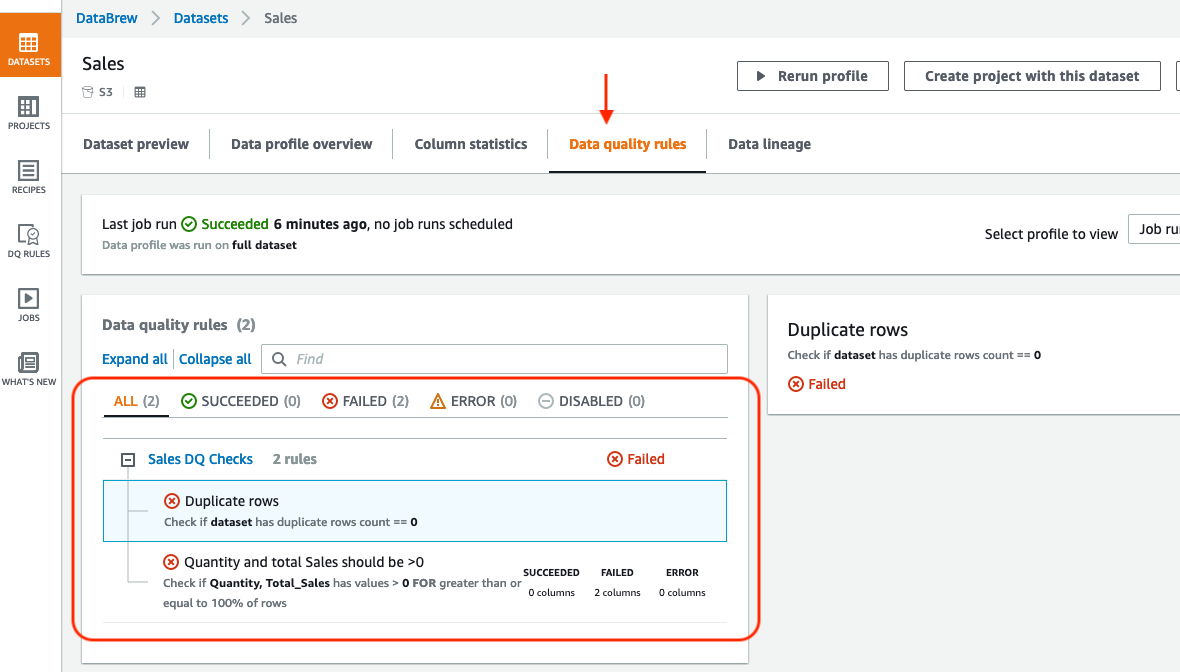 DataBrew > Datasets > Sales
DATASETS
PROJECTS
RECIPES
DQ RULES
JOBS
WHAT'S NEW
Sales
S3
Rerun profile
Create project with this dataset
Dataset preview
Data profile overview
Column statistics
Data quality rules
Data lineage
Last job run Succeeded 6 minutes ago, no job runs scheduled
Data profile was run on full dataset
Select profile to view
Job ru
Data quality rules (2)
Expand all
Collapse all
Find
ALL (2)
SUCCEEDED (0)
FAILED (2)
ERROR (0)
DISABLED (0)
Sales DQ Checks 2 rules
Failed
Duplicate rows
Check if dataset has duplicate rows count == 0
Quantity and total Sales should be >0
Check if Quantity, Total_Sales has values > 0 FOR greater than or
equal to 100% of rows
SUCCEEDED
0 columns
FAILED
2 columns
ERROR
0 columns
Duplicate rows
Check if dataset has duplicate rows count == 0
Failed